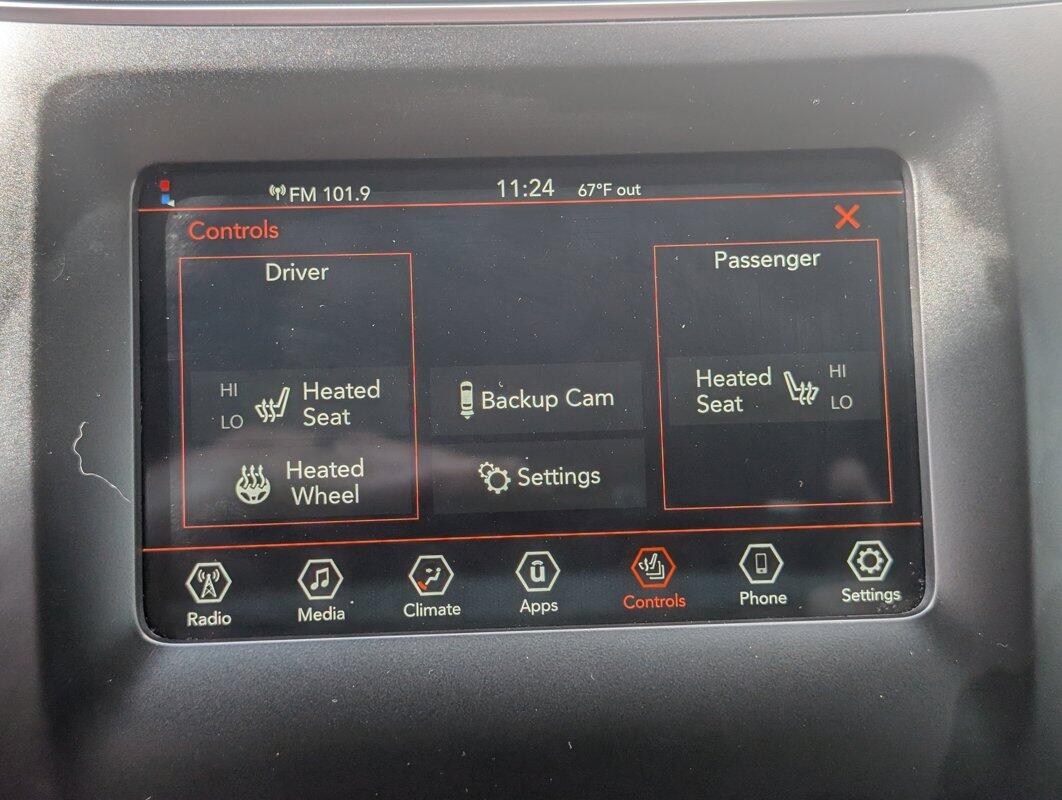 FM 101.9 11:24 67°F out
Controls
Driver
HI
LO
Heated
Seat
Heated
Wheel
Backup Cam
Settings
Passenger
Heated
Seat
HI
LO
Radio Media Climate Apps Controls Phone Settings